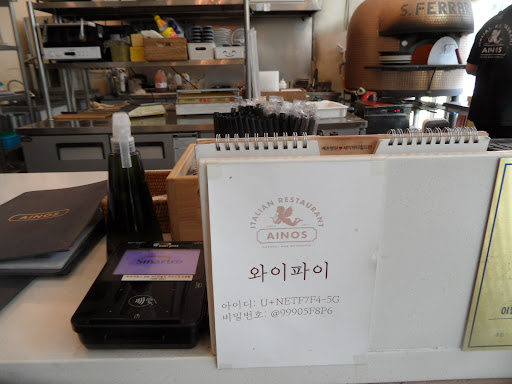 S. FERRA
AINOS
AINOS
Smartro
ITALIAN RESTAURANT
AINOS
와이파이
아이디: U+NETF7F4-5G
비밀번호: @99905F8P6